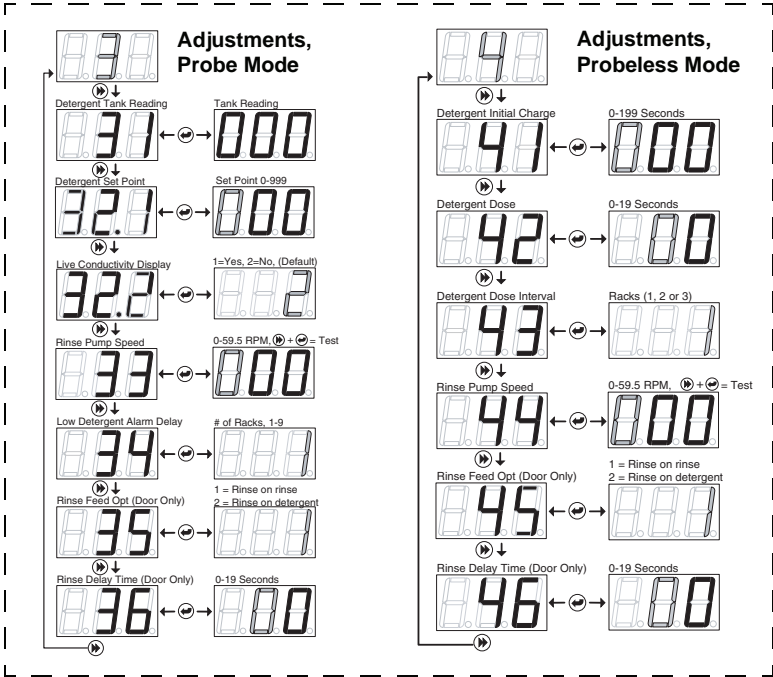 3
Adjustments,
Probe Mode
Detergent Tank Reading
31
Tank Reading
000
Detergent Set Point
32.1
Set Point 0-999
000
Live Conductivity Display
32.2
1=Yes, 2=No, (Default)
2
Rinse Pump Speed
33
0-59.5 RPM, + = Test
000
Low Detergent Alarm Delay
34
# of Racks, 1-9
1
Rinse Feed Opt (Door Only)
35
1 = Rinse on rinse
2 = Rinse on detergent
1
Rinse Delay Time (Door Only)
36
0-19 Seconds
00
4
Adjustments,
Probeless Mode
Detergent Initial Charge
41
0-199 Seconds
000
Detergent Dose
42
0-19 Seconds
00
Detergent Dose Interval
43
Racks (1, 2 or 3)
1
Rinse Pump Speed
44
0-59.5 RPM, + = Test
000
Rinse Feed Opt (Door Only)
45
1 = Rinse on rinse
2 = Rinse on detergent
1
Rinse Delay Time (Door Only)
46
0-19 Seconds
00